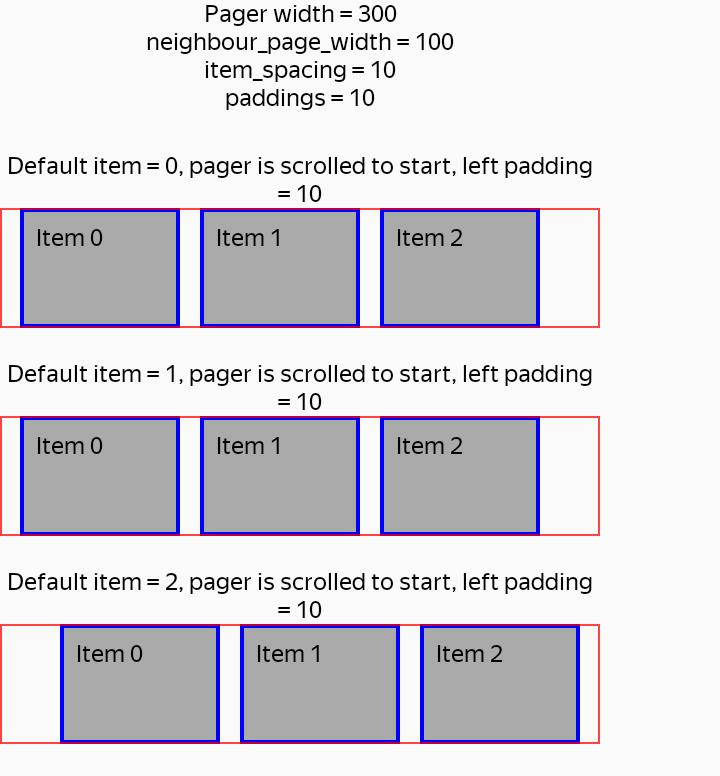 Pager width = 300
neighbour_page_width = 100
item_spacing = 10
paddings = 10
Default item = 0, pager is scrolled to start, left padding
= 10
Item 0
Item 1
Item 2
Default item = 1, pager is scrolled to start, left padding
= 10
Item 0
Item 1
Item 2
Default item = 2, pager is scrolled to start, left padding
= 10
Item 0
Item 1
Item 2